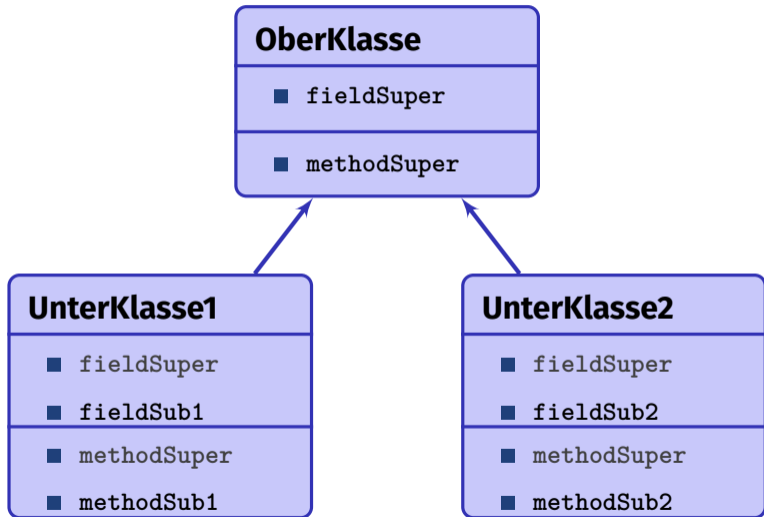 OberKlasse
fieldSuper
methodSuper
UnterKlasse1
fieldSuper
fieldSub1
methodSuper
methodSub1
UnterKlasse2
fieldSuper
fieldSub2
methodSuper
methodSub2